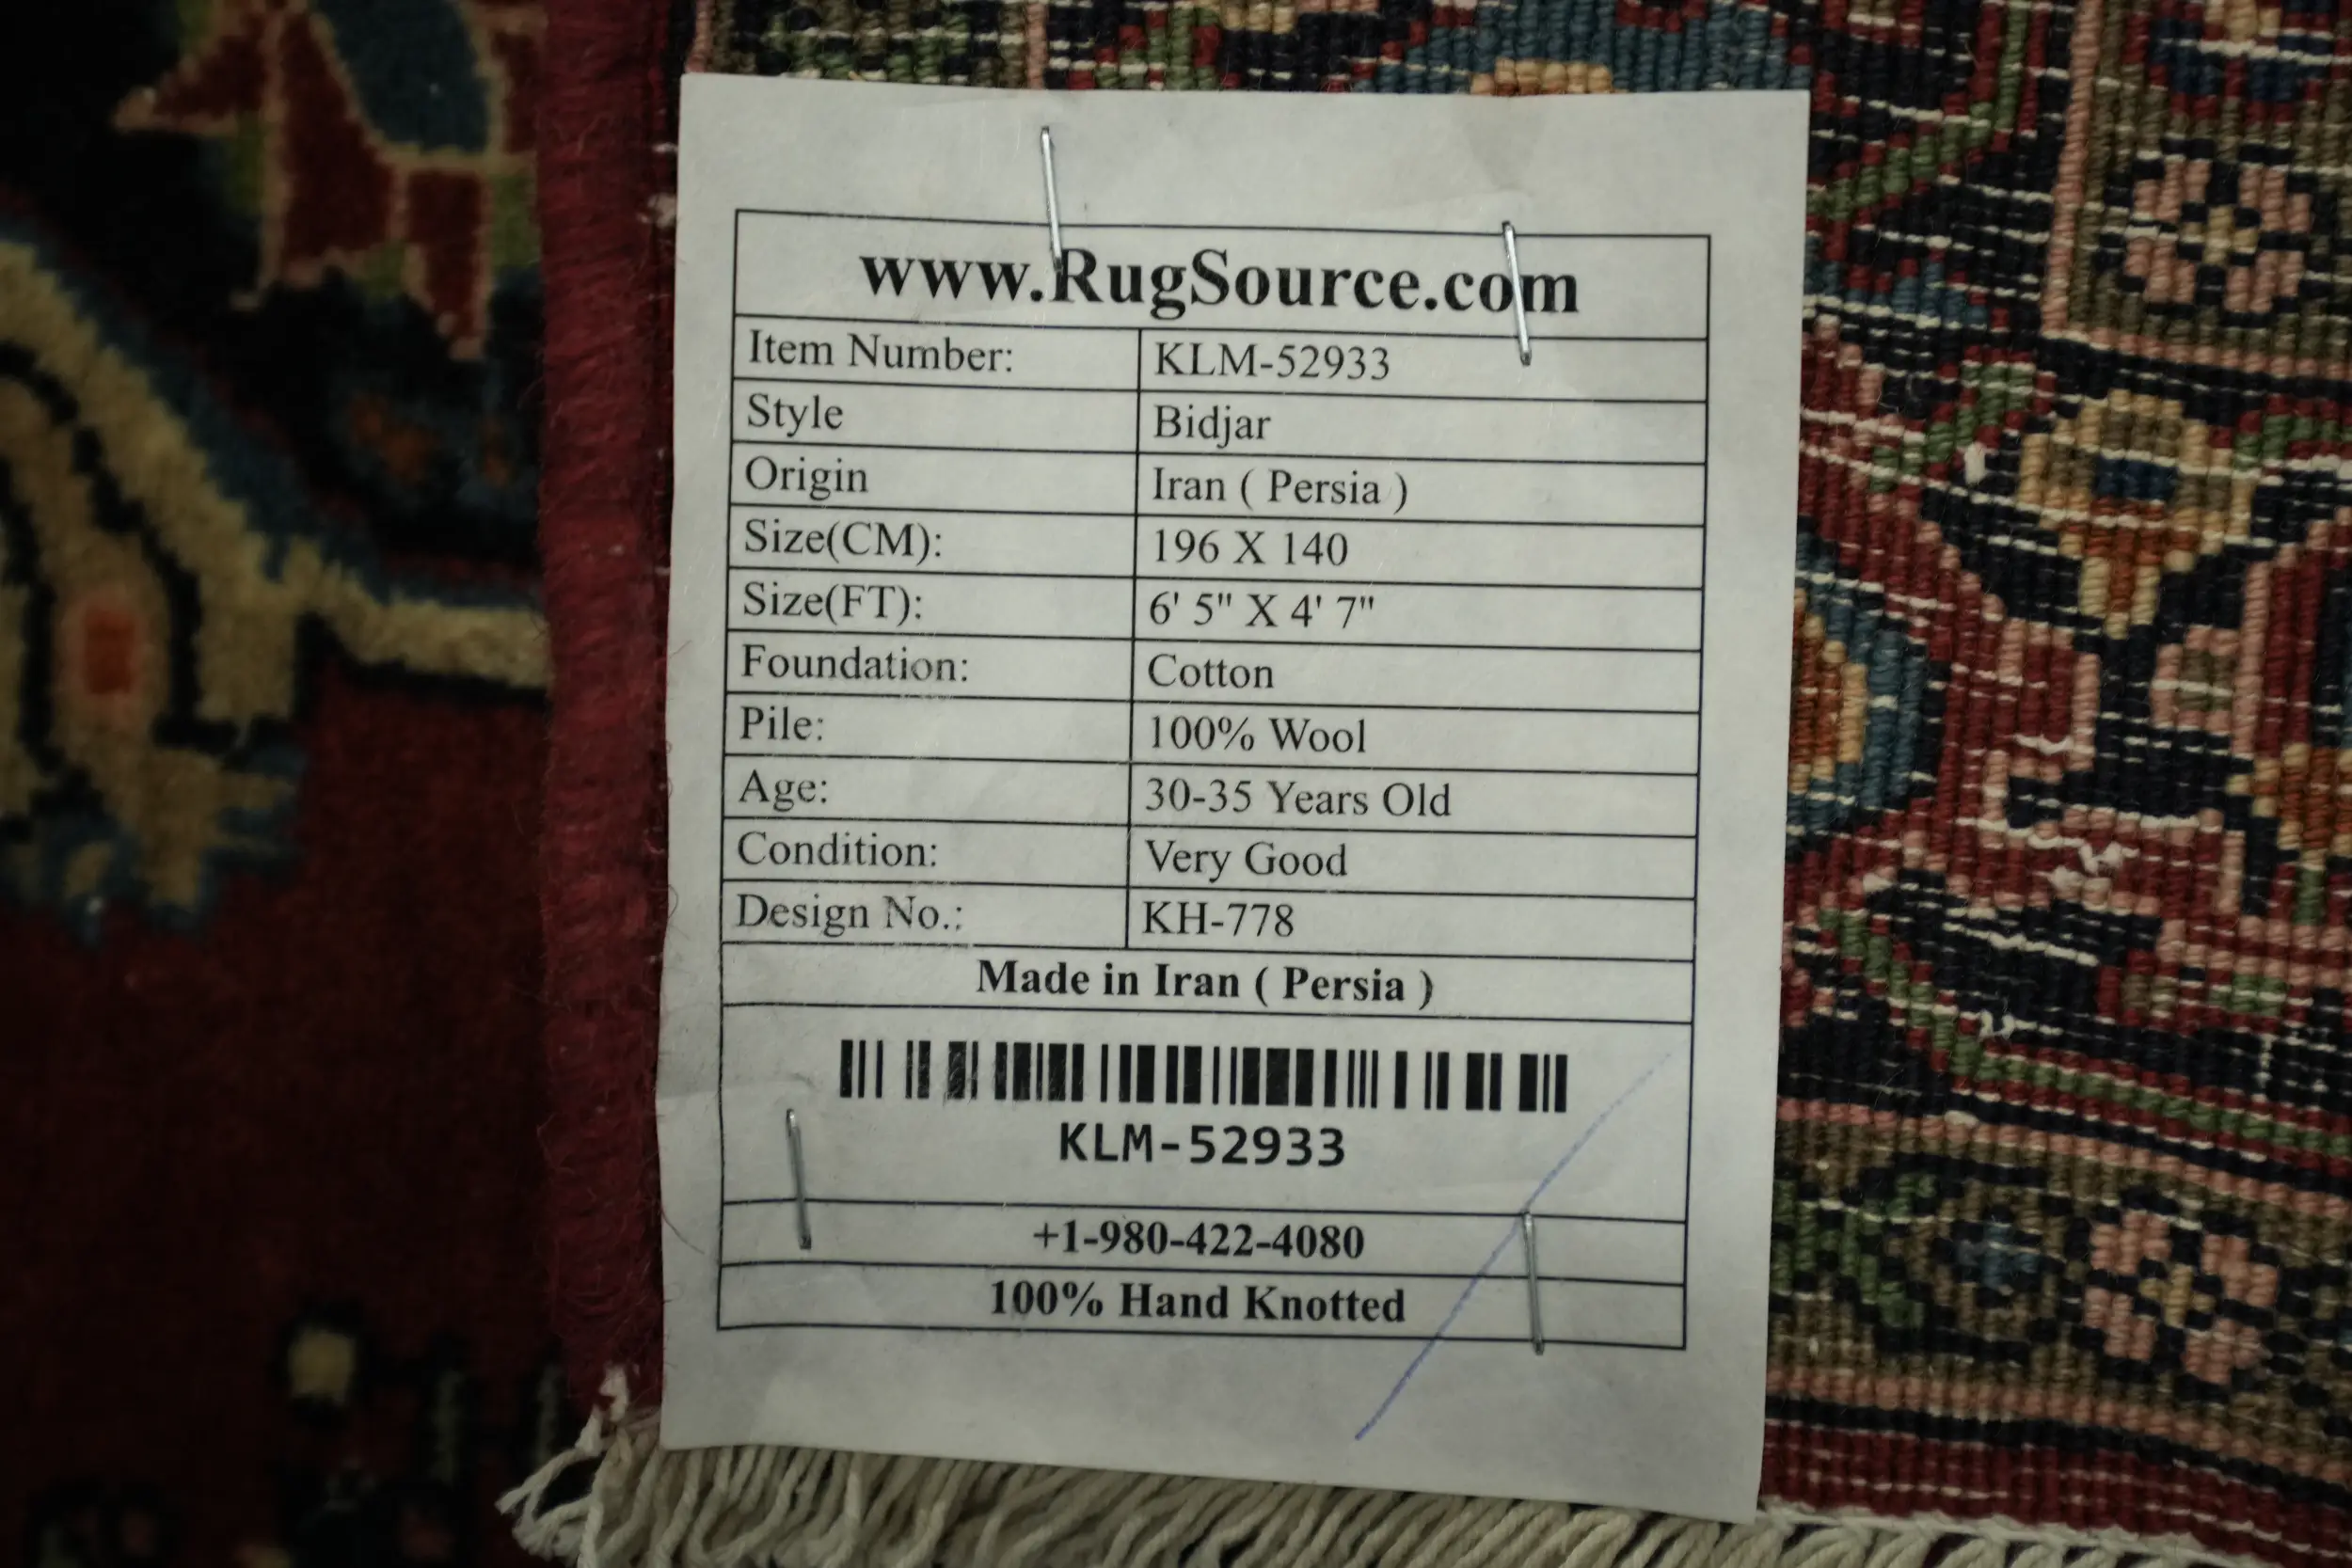 www.RugSource.com
Item Number: KLM-52933
Style Bidjar
Origin Iran ( Persia )
Size(CM): 196 X 140
Size(FT): 6' 5" X 4' 7"
Foundation: Cotton
Pile: 100% Wool
Age: 30-35 Years Old
Condition: Very Good
Design No.: KH-778
Made in Iran ( Persia )
KLM-52933
+1-980-422-4080
100% Hand Knotted